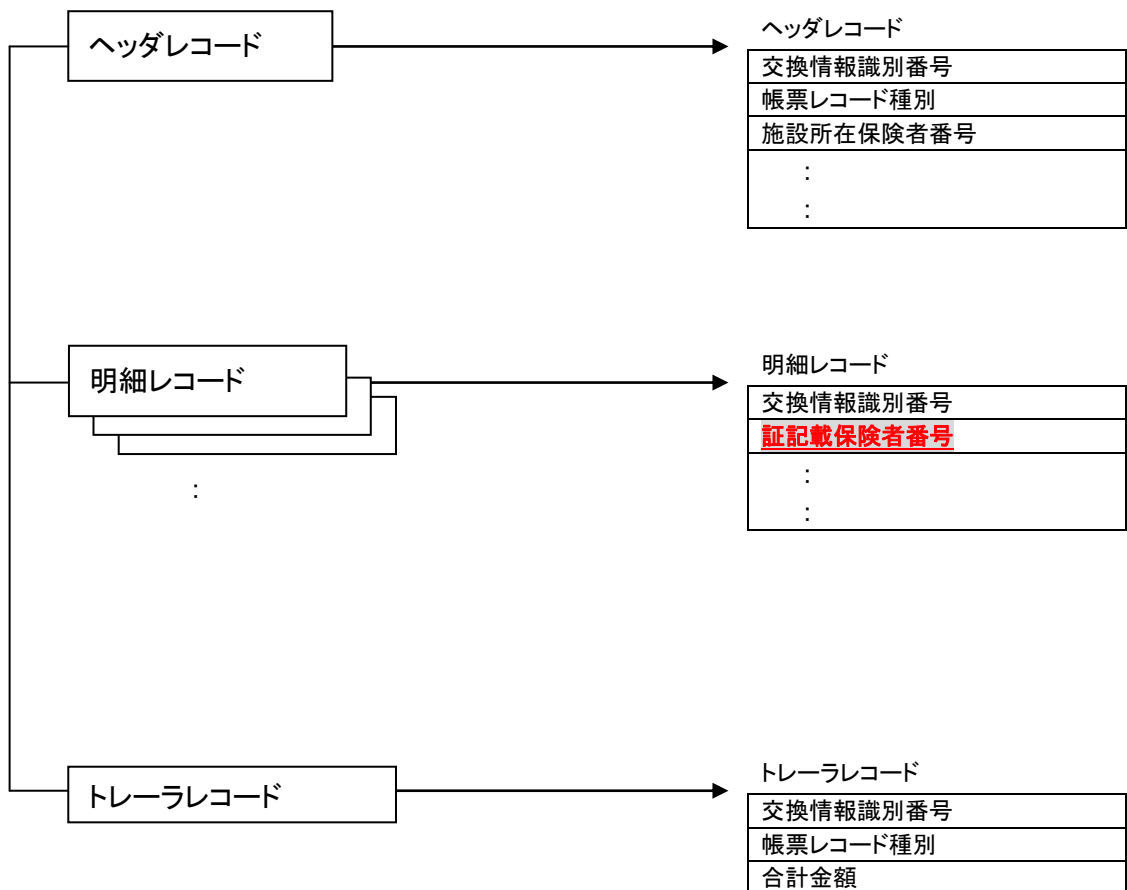 ヘッダレコード
ヘッダレコード
交換情報識別番号
帳票レコード種別
施設所在保険者番号
:
:
明細レコード
:
明細レコード
交換情報識別番号
証記載保険者番号
:
:
トレーラレコード
トレーラレコード
交換情報識別番号
帳票レコード種別
合計金額